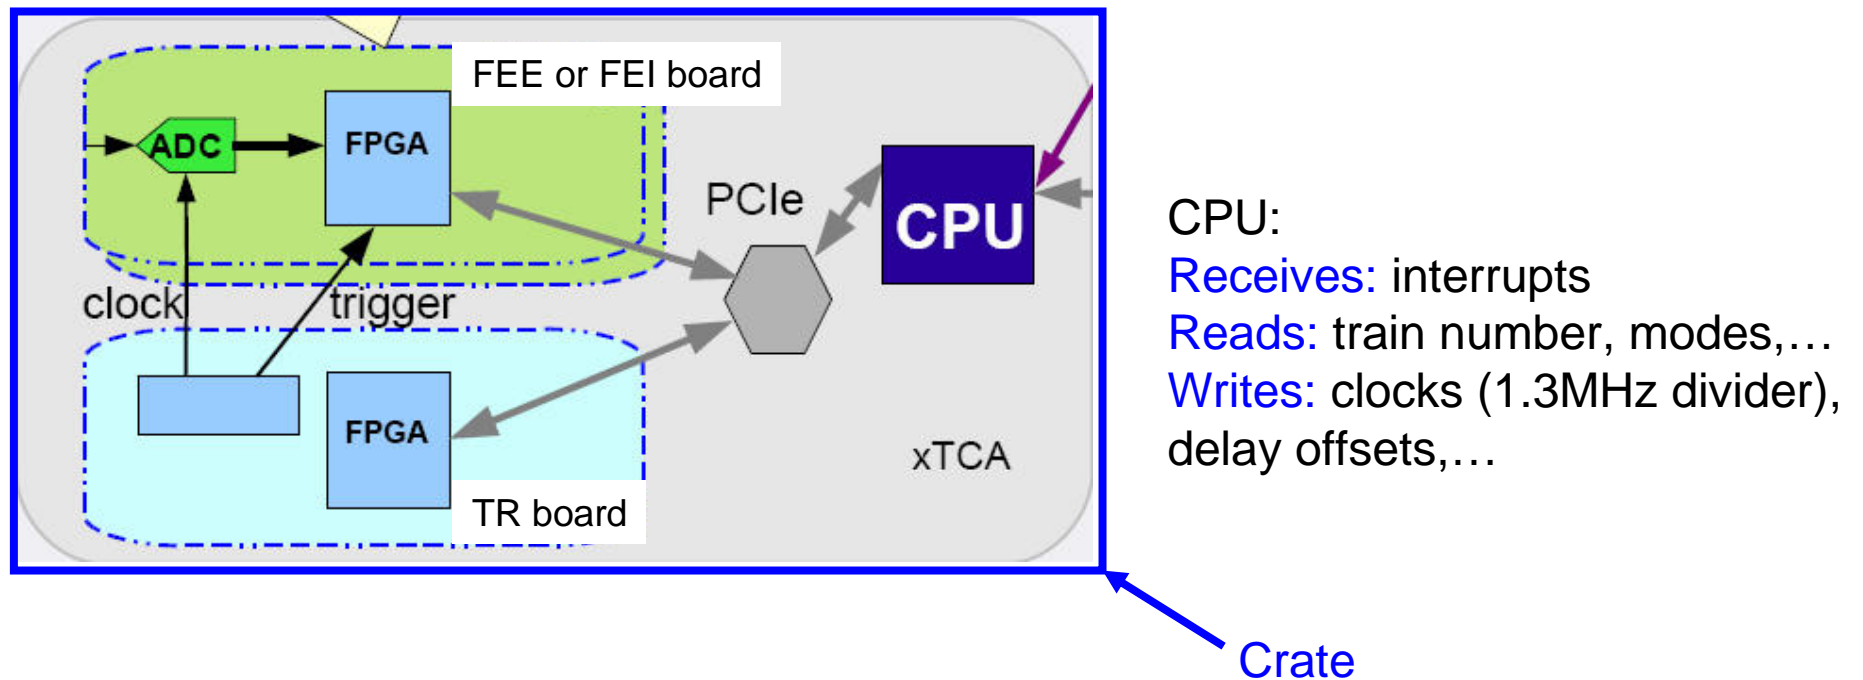 FEE or FEI board
ADC
FPGA
PCIe
CPU
clock
trigger
FPGA
xTCA
TR board
CPU:
Receives: interrupts
Reads: train number, modes,…
Writes: clocks (1.3MHz divider),
delay offsets,…
Crate